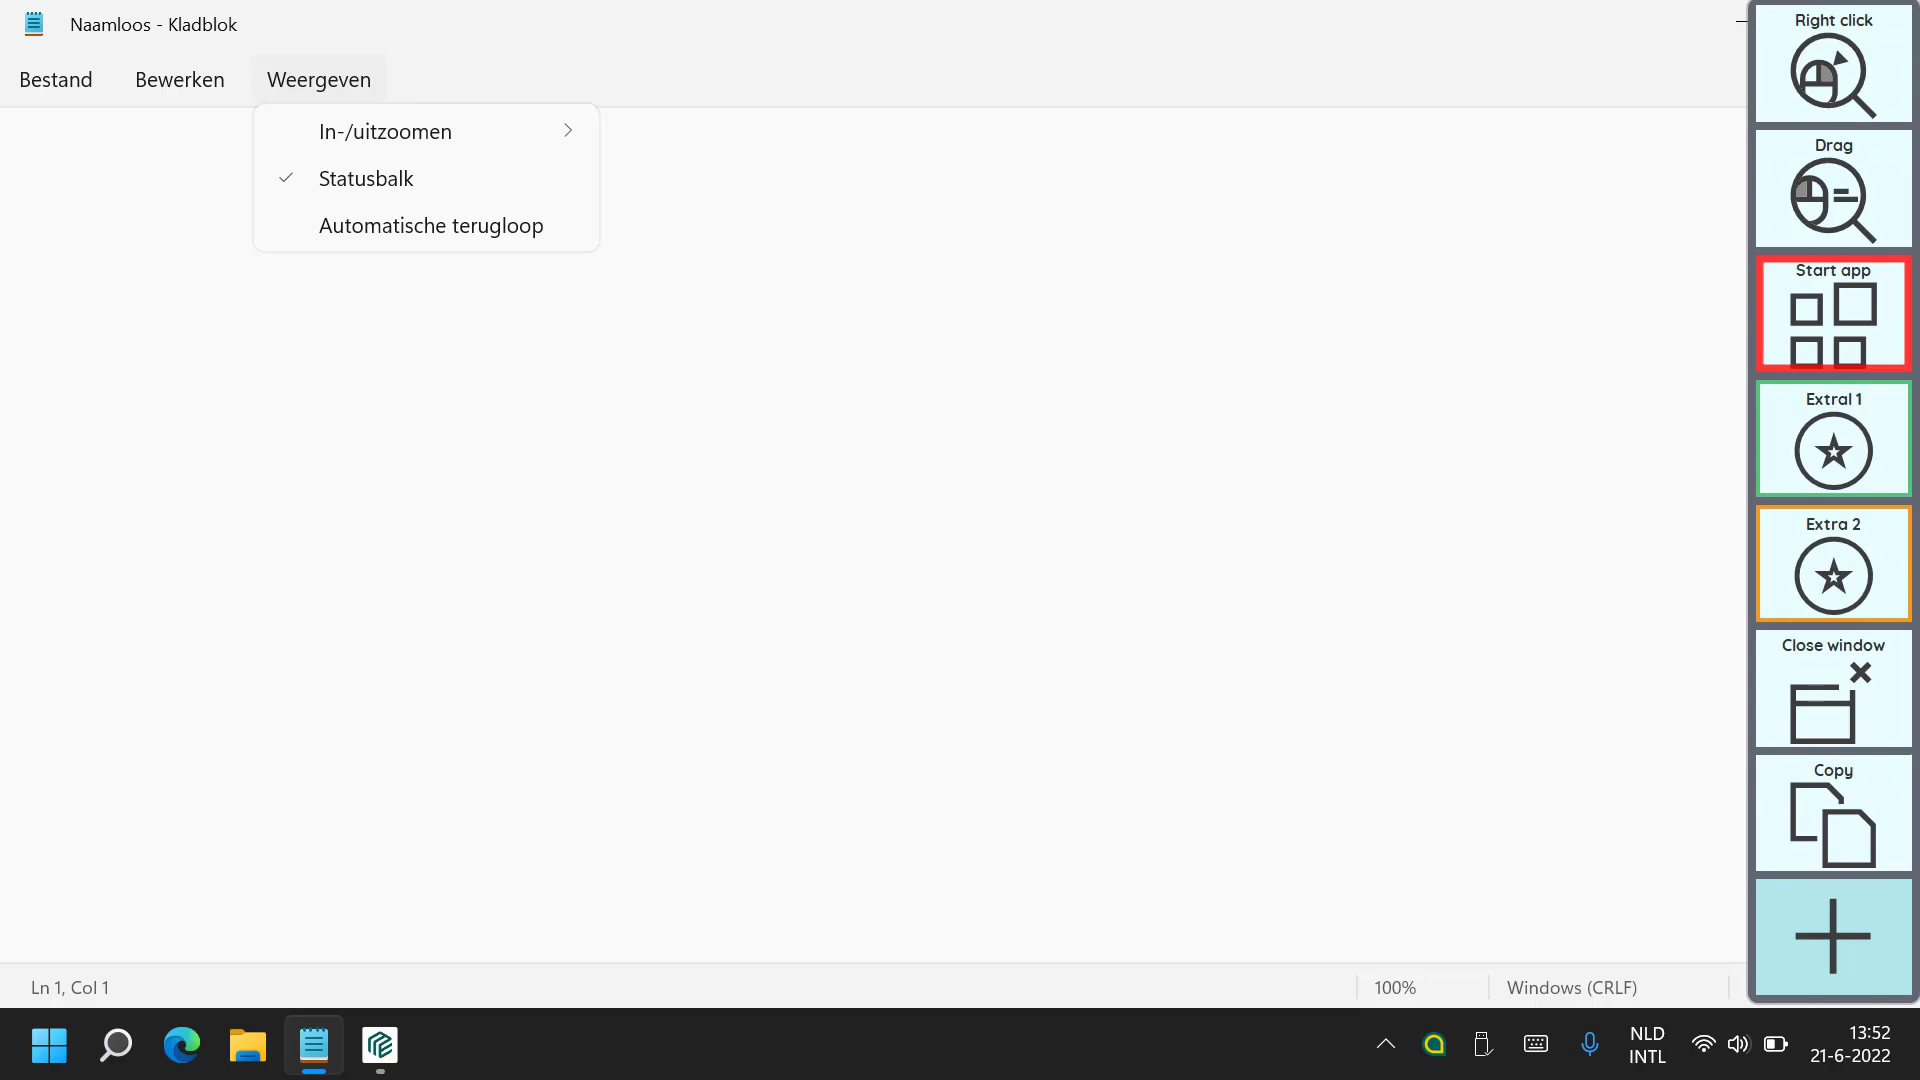 Naamloos - Kladblok
Bestand
Bewerken
Weergeven
In-/uitzoomen
Statusbalk
Automatische terugloop
Right click
Drag
Start app
Extral 1
Extra 2
Close window
Copy
Ln 1, Col 1
100%
Windows (CRLF)
NLD
INTL
13:52
21-6-2022